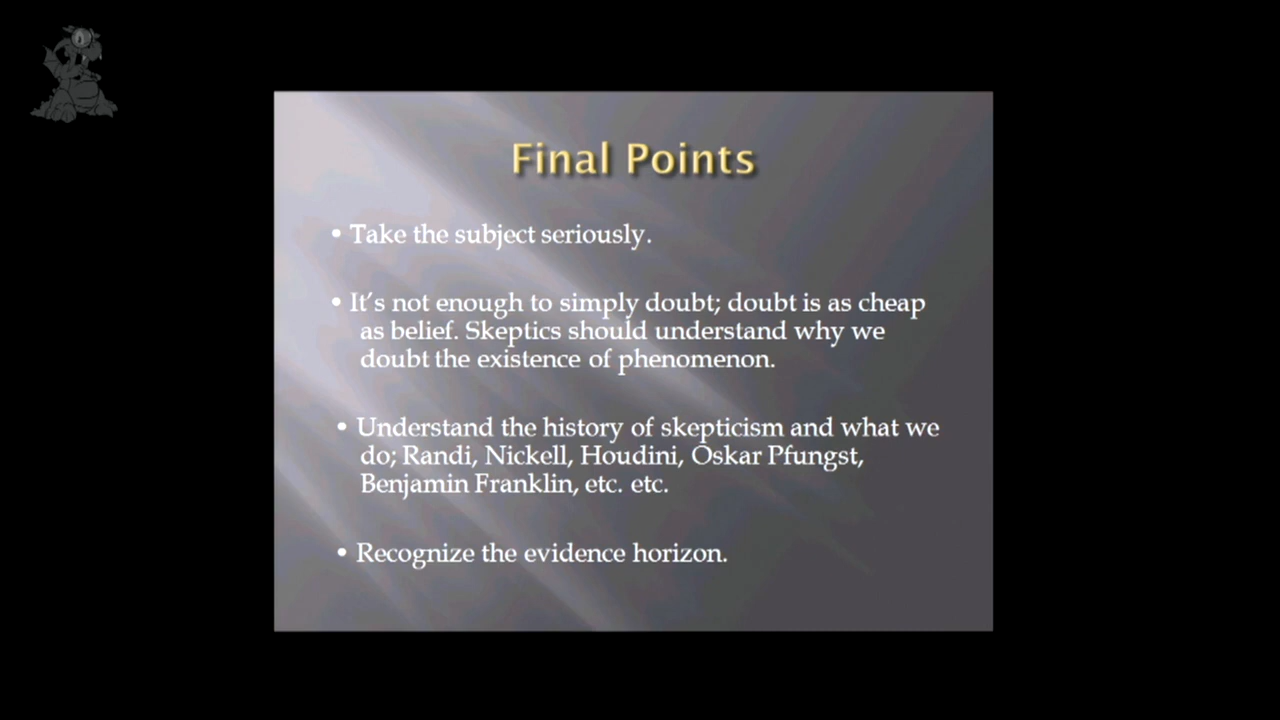 Final Points
• Take the subject seriously.
• It's not enough to simply doubt; doubt is as cheap
as belief. Skeptics should understand why we
doubt the existence of phenomenon.
• Understand the history of skepticism and what we
do; Randi, Nickell, Houdini, Oskar Pfungst,
Benjamin Franklin, etc. etc.
• Recognize the evidence horizon.